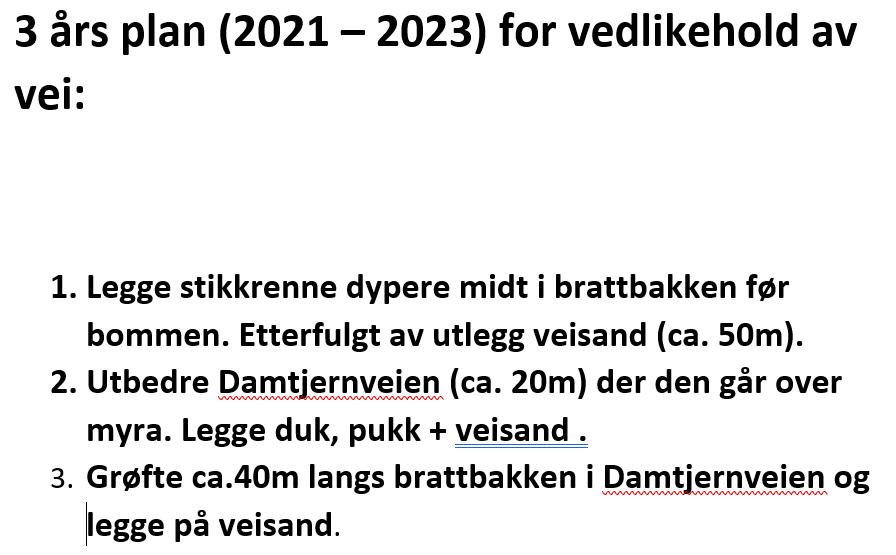 3 års plan (2021 – 2023) for vedlikehold av
vei:
1. Legge stikkrenne dypere midt i brattbakken før
bommen. Etterfulgt av utlegg veisand (ca. 50m).
2. Utbedre Damtjernveien (ca. 20m) der den går over
myra. Legge duk, pukk + veisand .
3. Grøfte ca.40m langs brattbakken i Damtjernveien og
legge på veisand.